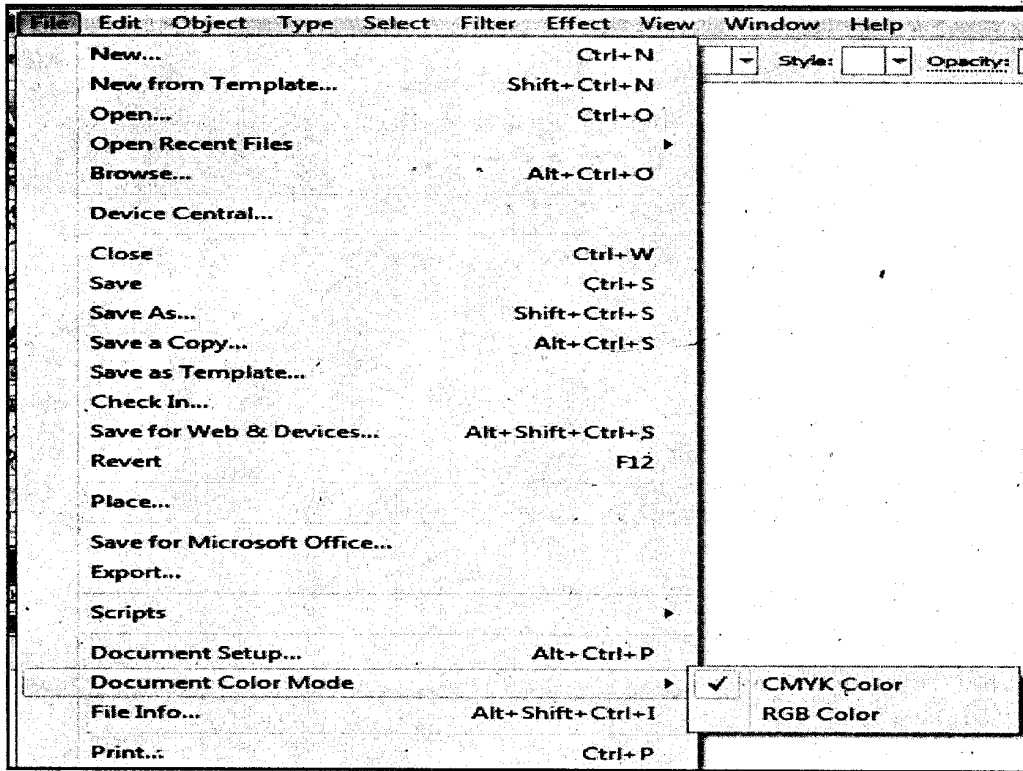 File Edit Object Type Select Filter Effect View Window Help
Style: Opacity:
New... Ctrl+N
New from Template... Shift+Ctrl+N
Open... Ctrl+O
Open Recent Files
Browse... Alt+Ctrl+O
Device Central...
Close Ctrl+W
Save Ctrl+S
Save As... Shift+Ctrl+S
Save a Copy... Alt+Ctrl+S
Save as Template...
Check In...
Save for Web & Devices... Alt+Shift+Ctrl+S
Revert F12
Place...
Save for Microsoft Office...
Export...
Scripts
Document Setup... Alt+Ctrl+P
Document Color Mode CMYK Color
File Info... Alt+Shift+Ctrl+I RGB Color
Print... Ctrl+P